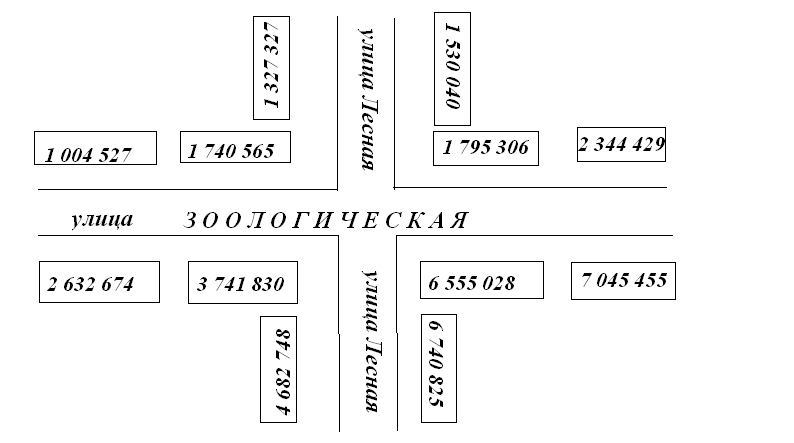 1 327 327
улица Лесная
1 530 040
1 004 527
1 740 565
1 795 306
2 344 429
улица ЗООЛОГИЧЕСКАЯ
2 632 674
3 741 830
6 555 028
7 045 455
4 682 748
улица Лесная
6 740 825